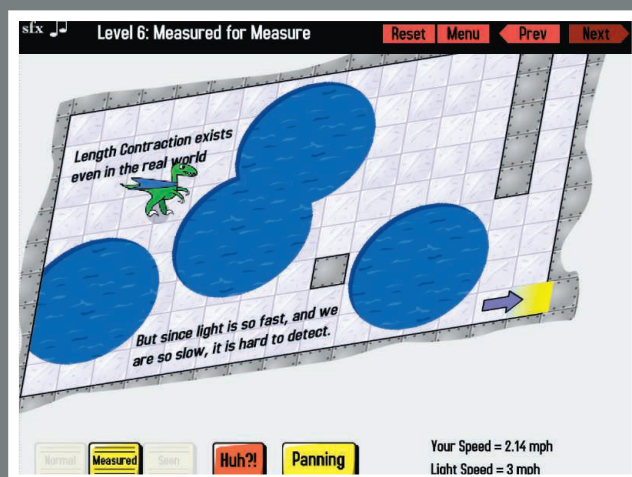 sfx
Level 6: Measured for Measure
Reset
Menu
Prev
Next
Length Contraction exists
even in the real world
But since light is so fast, and we
are so slow, it is hard to detect.
Normal
Measured
Seen
Huh?!
Panning
Your Speed = 2.14 mph
Light Speed = 3 mph